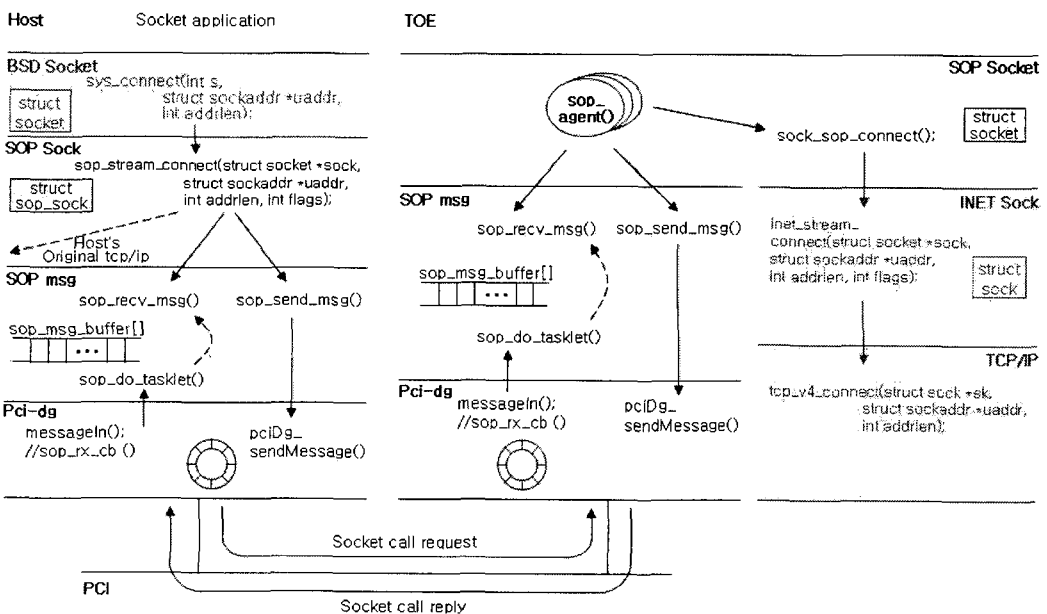 Host
Socket application
TOE
BSD Socket
sys_connect(int s,
struct sockaddr *uaddr,
int addrlen);
struct
socket
SOP Sock
sop_stream_connect(struct socket *sock,
struct sockaddr *uaddr,
int addrlen, int flags);
struct
sop_sock
Host's
Original tcp/ip
SOP msg
sop_recv_msg()
sop_send_msg()
sop_msg_buffer[]
•••
sop_do_tasklet()
Pci-dg
messageIn();
//sop_rx_cb ()
pciDg_
sendMessage()
SOP Socket
sop_
agent()
sock_sop_connect();
struct
socket
SOP msg
sop_recv_msg()
sop_send_msg()
sop_msg_buffer[]
•••
sop_do_tasklet()
Pci-dg
messageIn();
//sop_rx_cb ()
pciDg_
sendMessage()
INET Sock
inet_stream_
connect(struct socket *sock,
struct sockaddr *uaddr,
int addrlen, int flags);
struct
sock
TCP/IP
tcp_v4_connect(struct sock *sk,
struct sockaddr *uaddr,
int addrlen);
Socket call request
PCI
Socket call reply